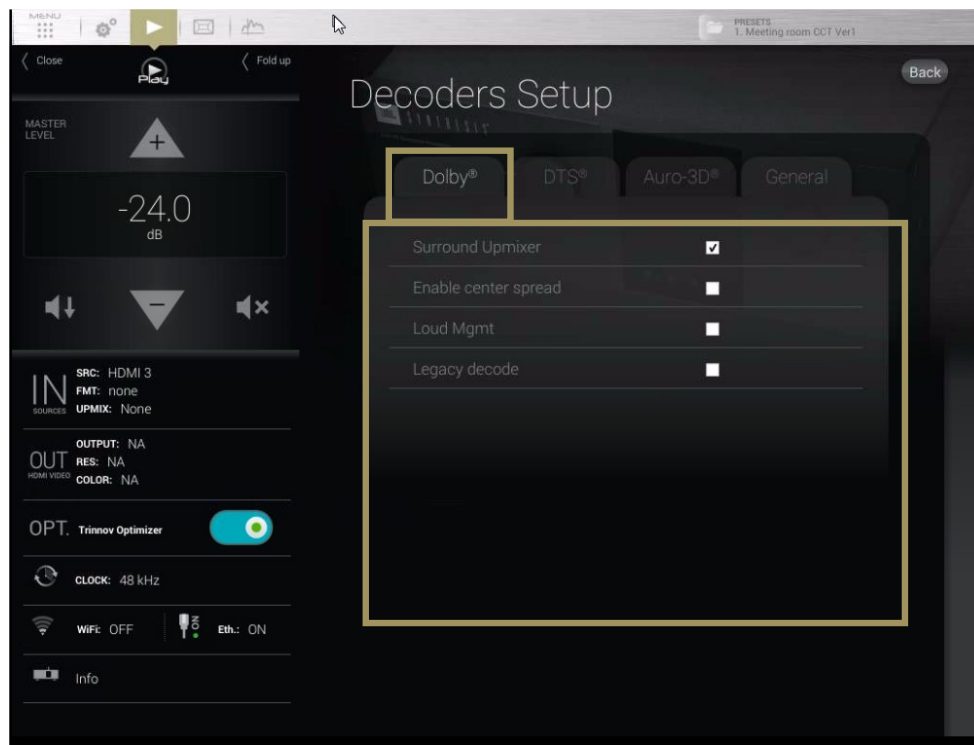 MENU
PRESETS
1. Meeting room CCT Ver1
Close
Play
Fold up
Back
Decoders Setup
MASTER
LEVEL
+
-24.0
dB
−
Dolby®
DTS®
Auro-3D®
General
Surround Upmixer
Enable center spread
Loud Mgmt
Legacy decode
IN
SOURCES
SRC: HDMI 3
FMT: none
UPMIX: None
OUT
HDMI VIDEO
OUTPUT: NA
RES: NA
COLOR: NA
OPT. Trinnov Optimizer
CLOCK: 48 kHz
WiFi: OFF
ON
Eth.: ON
Info